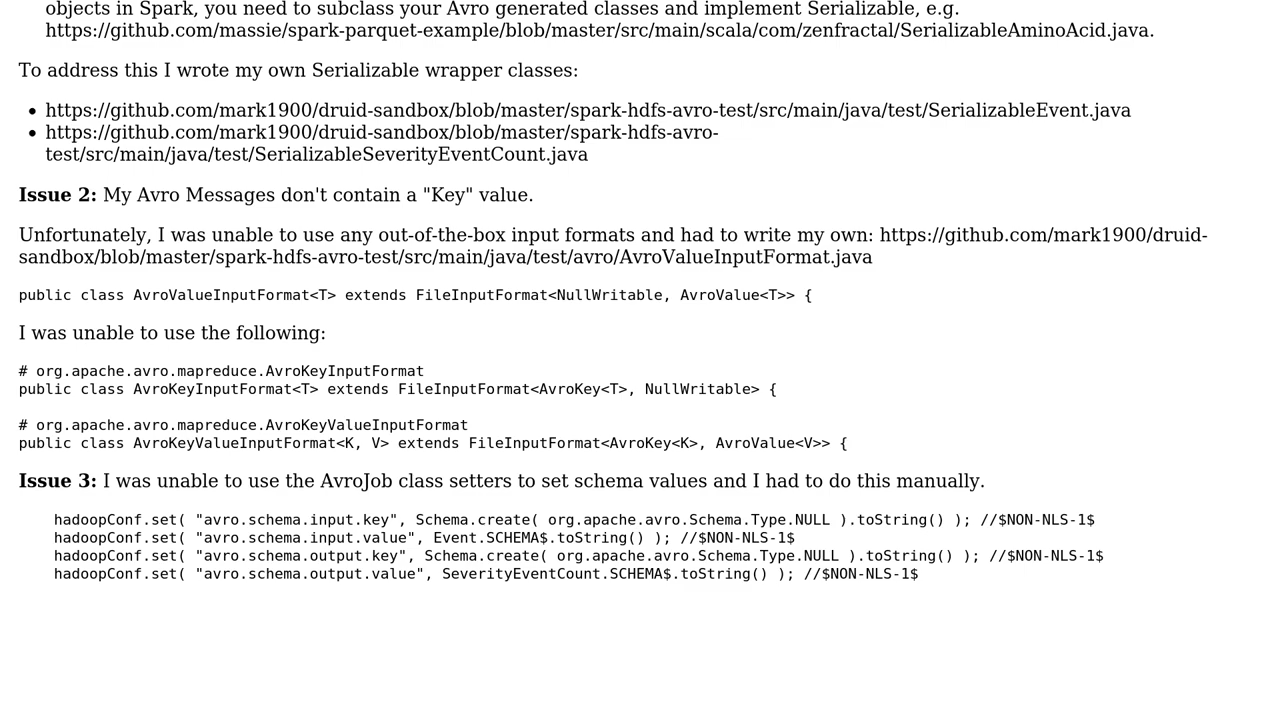 objects in Spark, you need to subclass your Avro generated classes and implement Serializable, e.g.
https://github.com/massie/spark-parquet-example/blob/master/src/main/scala/com/zenfractal/SerializableAminoAcid.java.
To address this I wrote my own Serializable wrapper classes:
• https://github.com/mark1900/druid-sandbox/blob/master/spark-hdfs-avro-test/src/main/java/test/SerializableEvent.java
• https://github.com/mark1900/druid-sandbox/blob/master/spark-hdfs-avro-
test/src/main/java/test/SerializableSeverityEventCount.java
Issue 2: My Avro Messages don't contain a "Key" value.
Unfortunately, I was unable to use any out-of-the-box input formats and had to write my own: https://github.com/mark1900/druid-
sandbox/blob/master/spark-hdfs-avro-test/src/main/java/test/avro/AvroValueInputFormat.java
public class AvroValueInputFormat<T> extends FileInputFormat<NullWritable, AvroValue<T>> {
I was unable to use the following:
# org.apache.avro.mapreduce.AvroKeyInputFormat
public class AvroKeyInputFormat<T> extends FileInputFormat<AvroKey<T>, NullWritable> {
# org.apache.avro.mapreduce.AvroKeyValueInputFormat
public class AvroKeyValueInputFormat<K, V> extends FileInputFormat<AvroKey<K>, AvroValue<V>> {
Issue 3: I was unable to use the AvroJob class setters to set schema values and I had to do this manually.
hadoopConf.set( "avro.schema.input.key", Schema.create( org.apache.avro.Schema.Type.NULL ).toString() ); //$NON-NLS-1$
hadoopConf.set( "avro.schema.input.value", Event.SCHEMA$.toString() ); //$NON-NLS-1$
hadoopConf.set( "avro.schema.output.key", Schema.create( org.apache.avro.Schema.Type.NULL ).toString() ); //$NON-NLS-1$
hadoopConf.set( "avro.schema.output.value", SeverityEventCount.SCHEMA$.toString() ); //$NON-NLS-1$